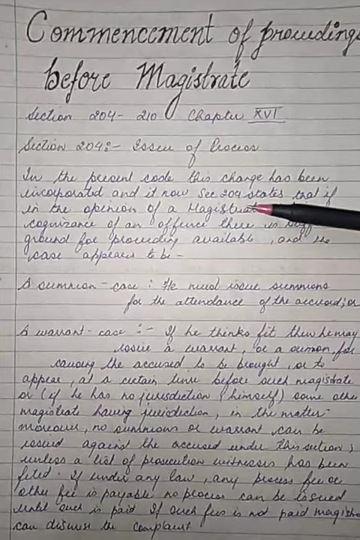 Commencement of proceedings
before Magistrate
Section 204- 210 Chapter XVI
Section 204:- Issue of Process
In the present code this change has been
incorporated and it now Sec 204 states that if
in the opinion of a Magistrate
cognizance of an offence there is
ground for proceeding available, and the
case appears to be -
A summon - case : He must issue summons
for the attendance of the accused; or
A warrant - case :- If he thinks fit then he may
issue a warrant, or a summon, for
causing the accused to be brought, or to
appear, at a certain time before such magistrate
or (if he has no jurisdiction himself) some other
magistrate having jurisdiction, in the matter
moreover, no summons or warrant can be
issued against the accused under this section;
unless a list of prosecution witnesses has been
filed. If under any law, any process fee or
other fee is payable no process can be issued
until is paid If such fees is not paid magistra
can dismiss the complaint